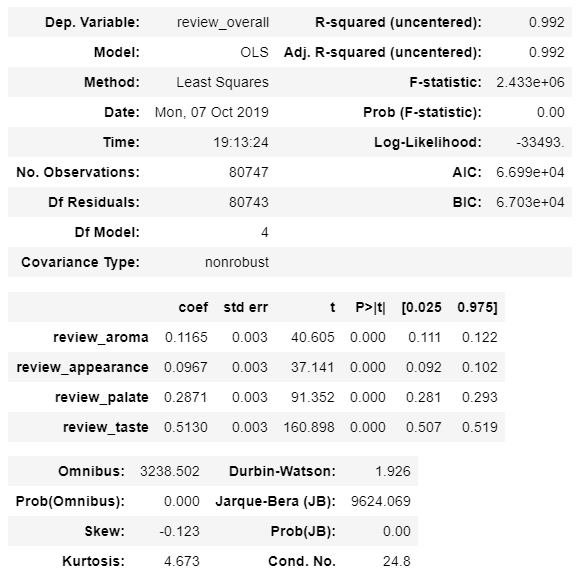 Dep. Variable: review_overall R-squared (uncentered): 0.992
Model: OLS Adj. R-squared (uncentered): 0.992
Method: Least Squares F-statistic: 2.433e+06
Date: Mon, 07 Oct 2019 Prob (F-statistic): 0.00
Time: 19:13:24 Log-Likelihood: -33493.
No. Observations: 80747 AIC: 6.699e+04
Df Residuals: 80743 BIC: 6.703e+04
Df Model: 4
Covariance Type: nonrobust
coef std err t P>|t| [0.025 0.975]
review_aroma 0.1165 0.003 40.605 0.000 0.111 0.122
review_appearance 0.0967 0.003 37.141 0.000 0.092 0.102
review_palate 0.2871 0.003 91.352 0.000 0.281 0.293
review_taste 0.5130 0.003 160.898 0.000 0.507 0.519
Omnibus: 3238.502 Durbin-Watson: 1.926
Prob(Omnibus): 0.000 Jarque-Bera (JB): 9624.069
Skew: -0.123 Prob(JB): 0.00
Kurtosis: 4.673 Cond. No. 24.8